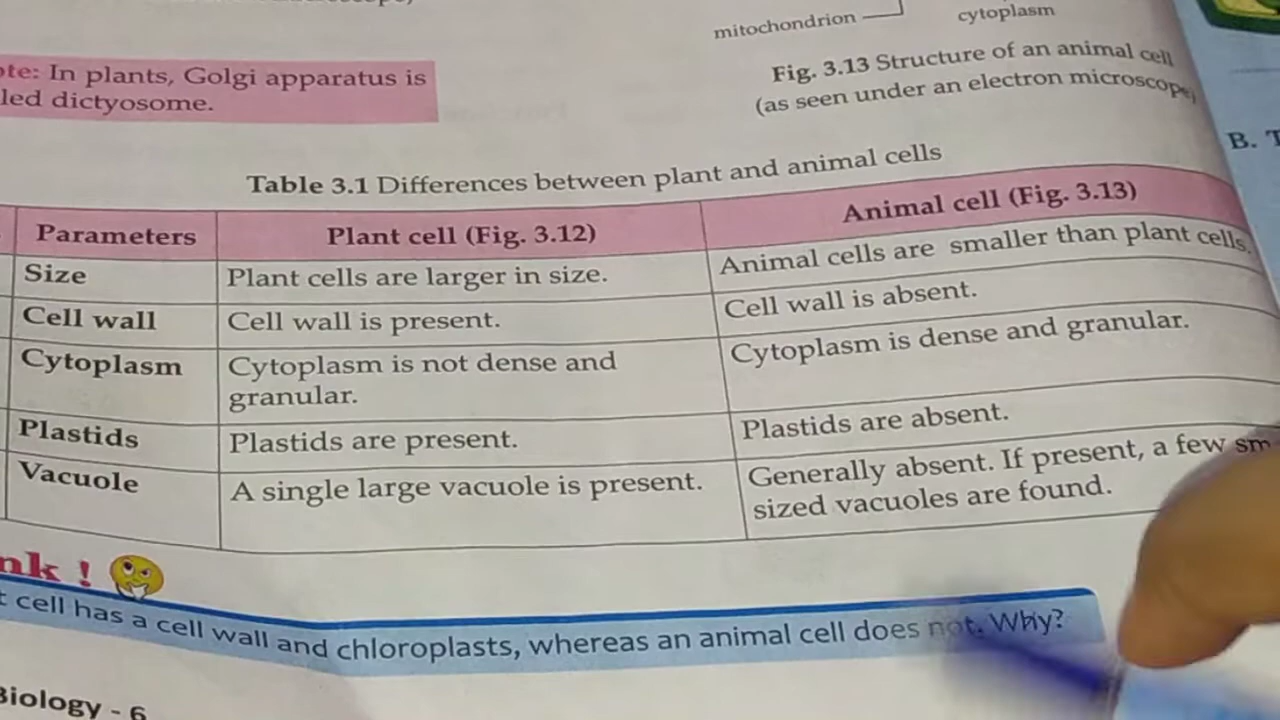 mitochondrion
cytoplasm
Fig. 3.13 Structure of an animal cell
(as seen under an electron microscope)
In plants, Golgi apparatus is
dictyosome.
Table 3.1 Differences between plant and animal cells
Parameters Plant cell (Fig. 3.12) Animal cell (Fig. 3.13)
Size Plant cells are larger in size. Animal cells are smaller than plant cells.
Cell wall Cell wall is present. Cell wall is absent.
Cytoplasm Cytoplasm is not dense and Cytoplasm is dense and granular.
granular.
Plastids Plastids are present. Plastids are absent.
Vacuole A single large vacuole is present. Generally absent. If present, a few
sized vacuoles are found.
cell has a cell wall and chloroplasts, whereas an animal cell does not. Why?
Biology - 6
B.